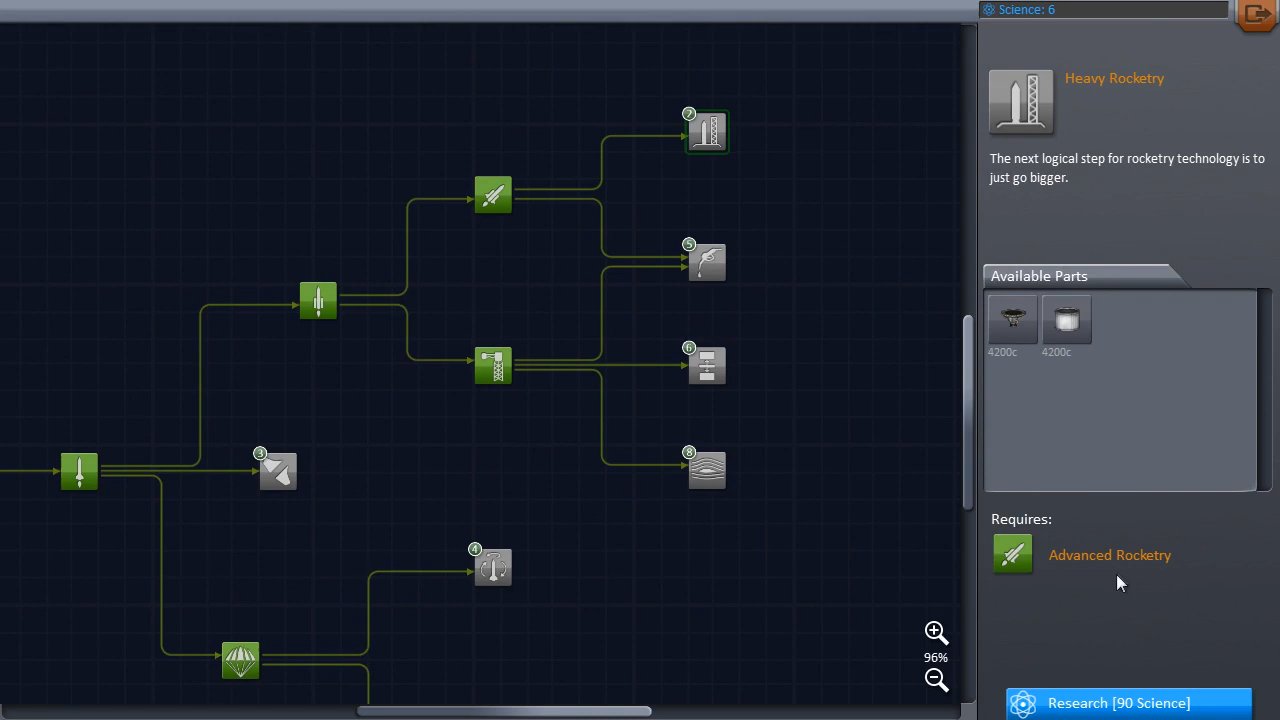 Science: 6
Heavy Rocketry
The next logical step for rocketry technology is to
just go bigger.
Available Parts
4200c
4200c
Requires:
Advanced Rocketry
Research [90 Science]
7
5
6
8
3
4
96%